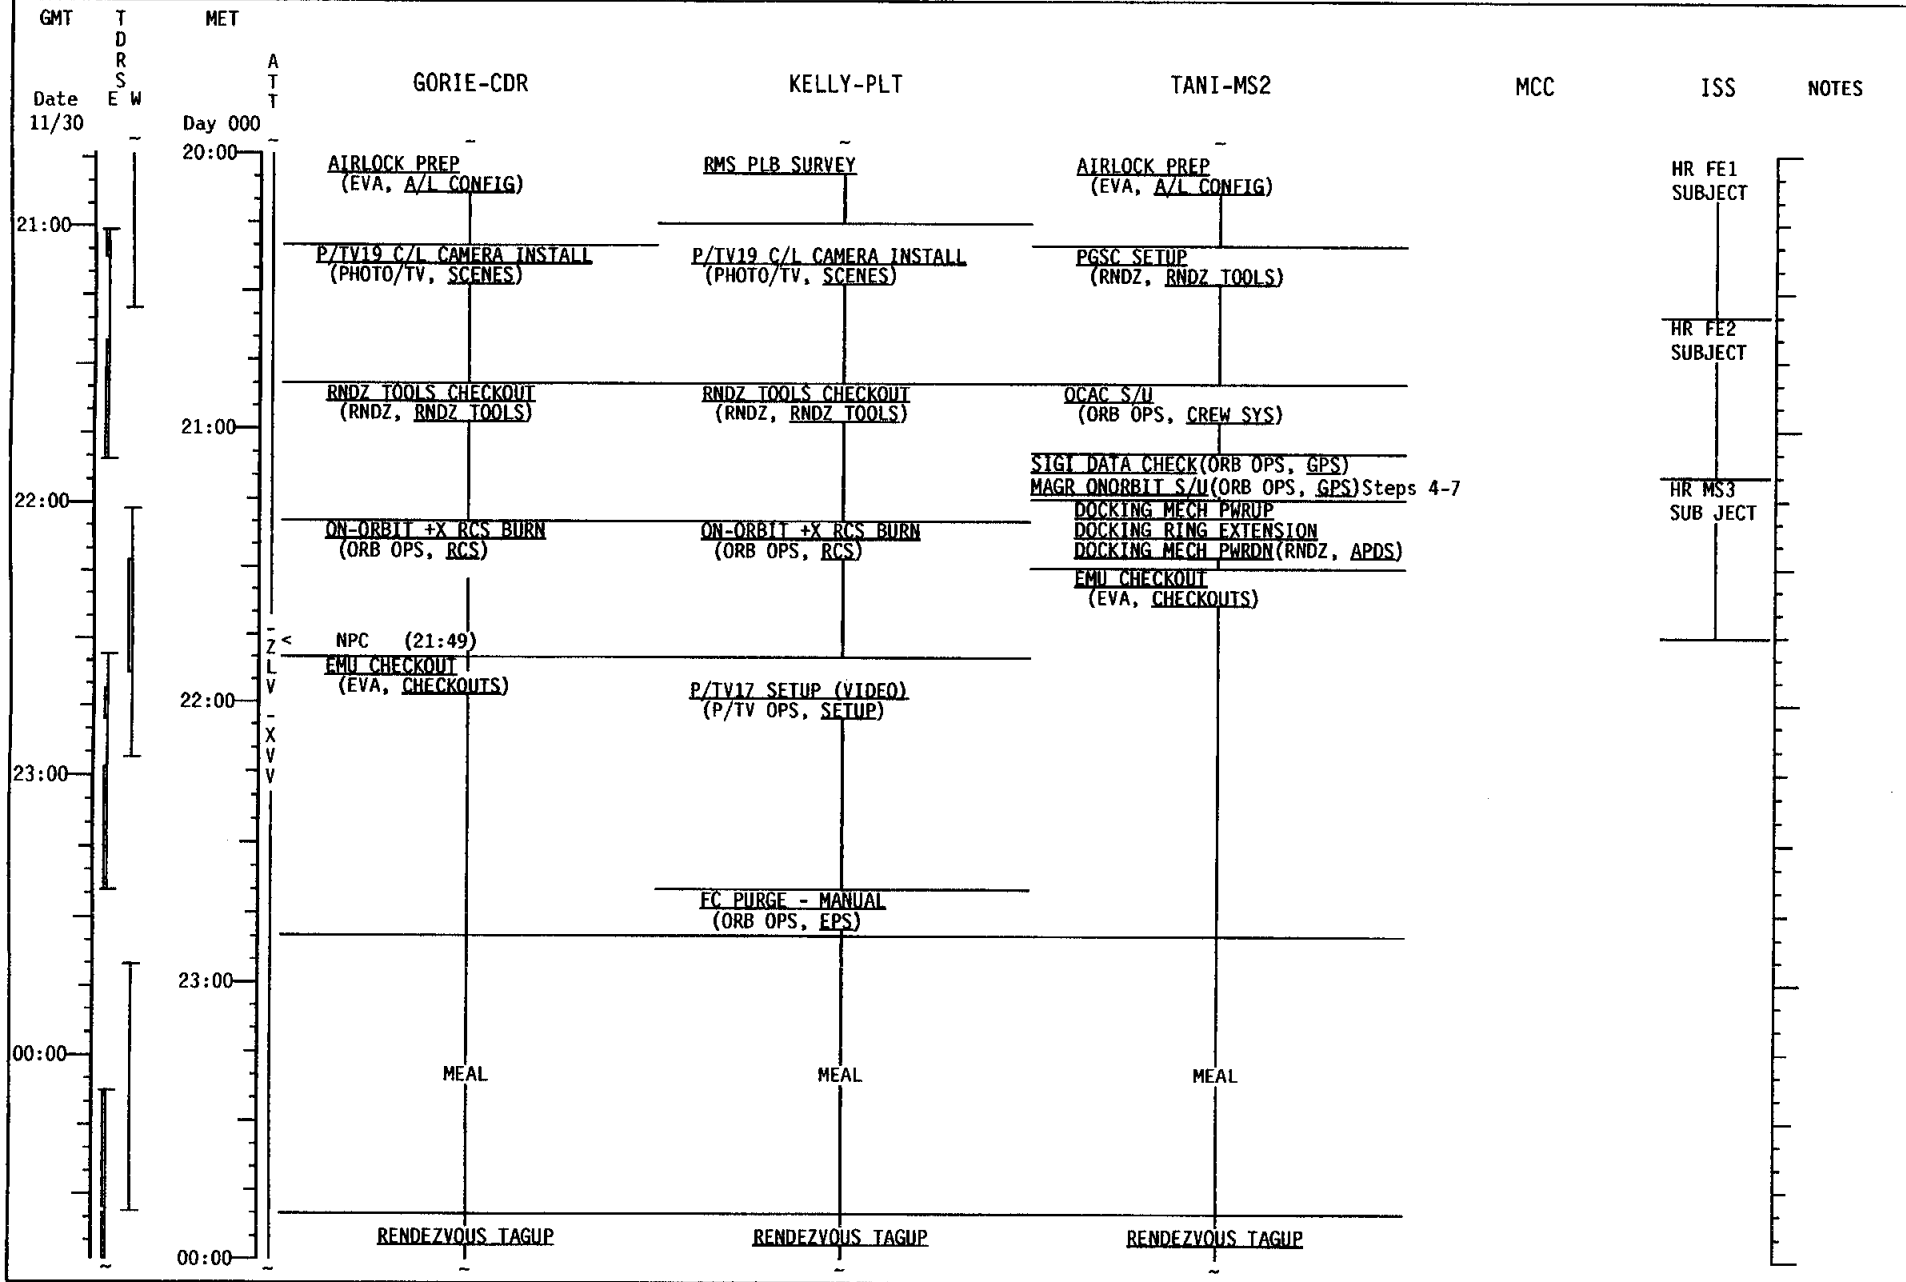 GMT
TDRS
MET
ATT
GORIE-CDR
KELLY-PLT
TANI-MS2
MCC
ISS
NOTES
Date E W
11/30
Day 000
20:00
21:00
22:00
23:00
00:00
21:00
22:00
23:00
00:00
-ZLV -XVV
AIRLOCK PREP
(EVA, A/L CONFIG)
P/TV19 C/L CAMERA INSTALL
(PHOTO/TV, SCENES)
RNDZ TOOLS CHECKOUT
(RNDZ, RNDZ TOOLS)
ON-ORBIT +X RCS BURN
(ORB OPS, RCS)
< NPC (21:49)
EMU CHECKOUT
(EVA, CHECKOUTS)
MEAL
RENDEZVOUS TAGUP
RMS PLB SURVEY
P/TV19 C/L CAMERA INSTALL
(PHOTO/TV, SCENES)
RNDZ TOOLS CHECKOUT
(RNDZ, RNDZ TOOLS)
ON-ORBIT +X RCS BURN
(ORB OPS, RCS)
P/TV17 SETUP (VIDEO)
(P/TV OPS, SETUP)
FC PURGE - MANUAL
(ORB OPS, EPS)
MEAL
RENDEZVOUS TAGUP
AIRLOCK PREP
(EVA, A/L CONFIG)
PGSC SETUP
(RNDZ, RNDZ TOOLS)
OCAC S/U
(ORB OPS, CREW SYS)
SIGI DATA CHECK(ORB OPS, GPS)
MAGR ONORBIT S/U(ORB OPS, GPS)Steps 4-7
DOCKING MECH PWRUP
DOCKING RING EXTENSION
DOCKING MECH PWRDN(RNDZ, APDS)
EMU CHECKOUT
(EVA, CHECKOUTS)
MEAL
RENDEZVOUS TAGUP
HR FE1
SUBJECT
HR FE2
SUBJECT
HR MS3
SUB JECT